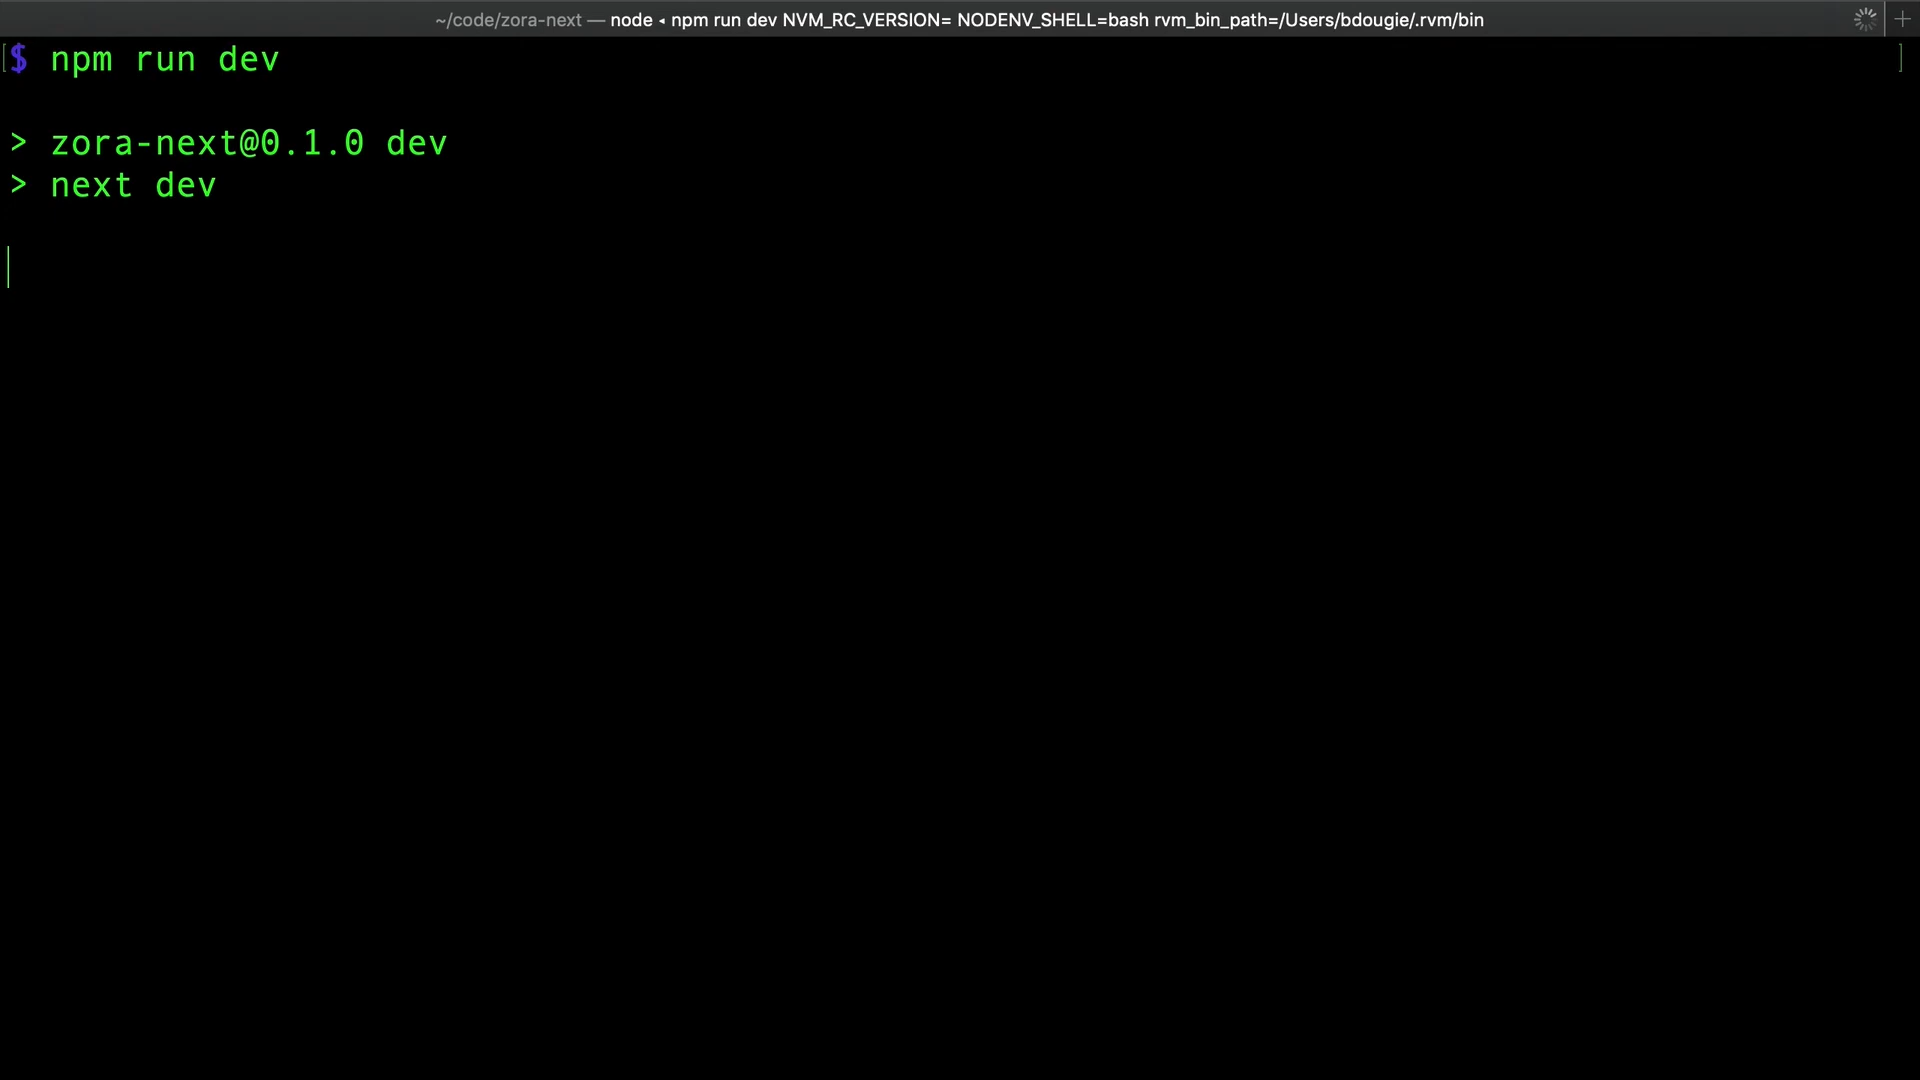 ~/code/zora-next — node ◂ npm run dev NVM_RC_VERSION= NODENV_SHELL=bash rvm_bin_path=/Users/bdougie/.rvm/bin
[$ npm run dev ]
> zora-next@0.1.0 dev
> next dev